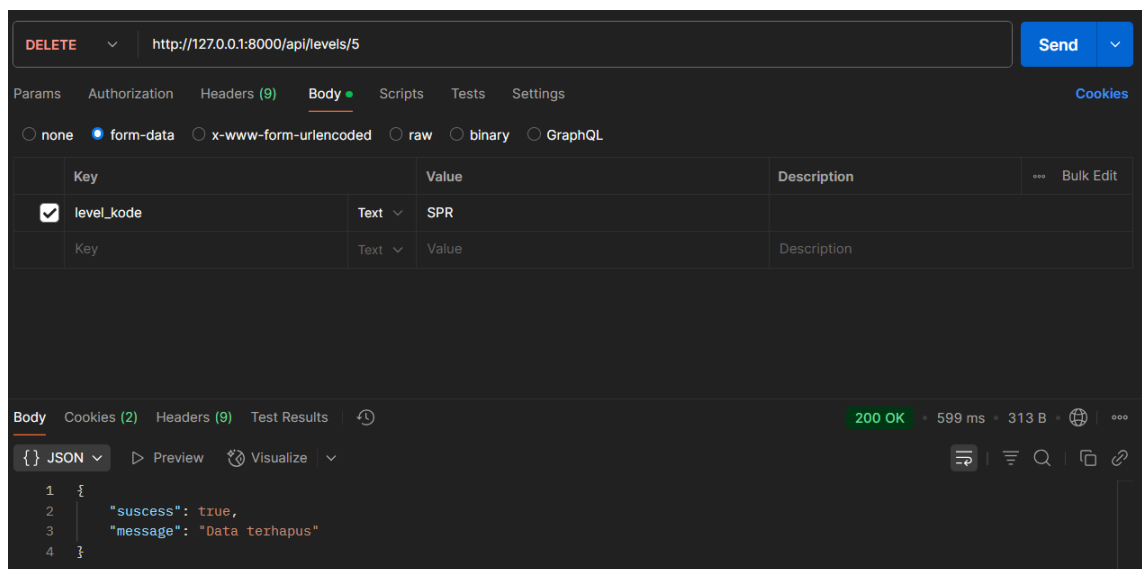 DELETE http://127.0.0.1:8000/api/levels/5 Send
Params Authorization Headers (9) Body Scripts Tests Settings Cookies
none form-data x-www-form-urlencoded raw binary GraphQL
Key Value Description Bulk Edit
level_kode Text SPR
Key Text Value Description
Body Cookies (2) Headers (9) Test Results 200 OK 599 ms 313 B
{} JSON Preview Visualize
1 {
2 "suscess": true,
3 "message": "Data terhapus"
4 }